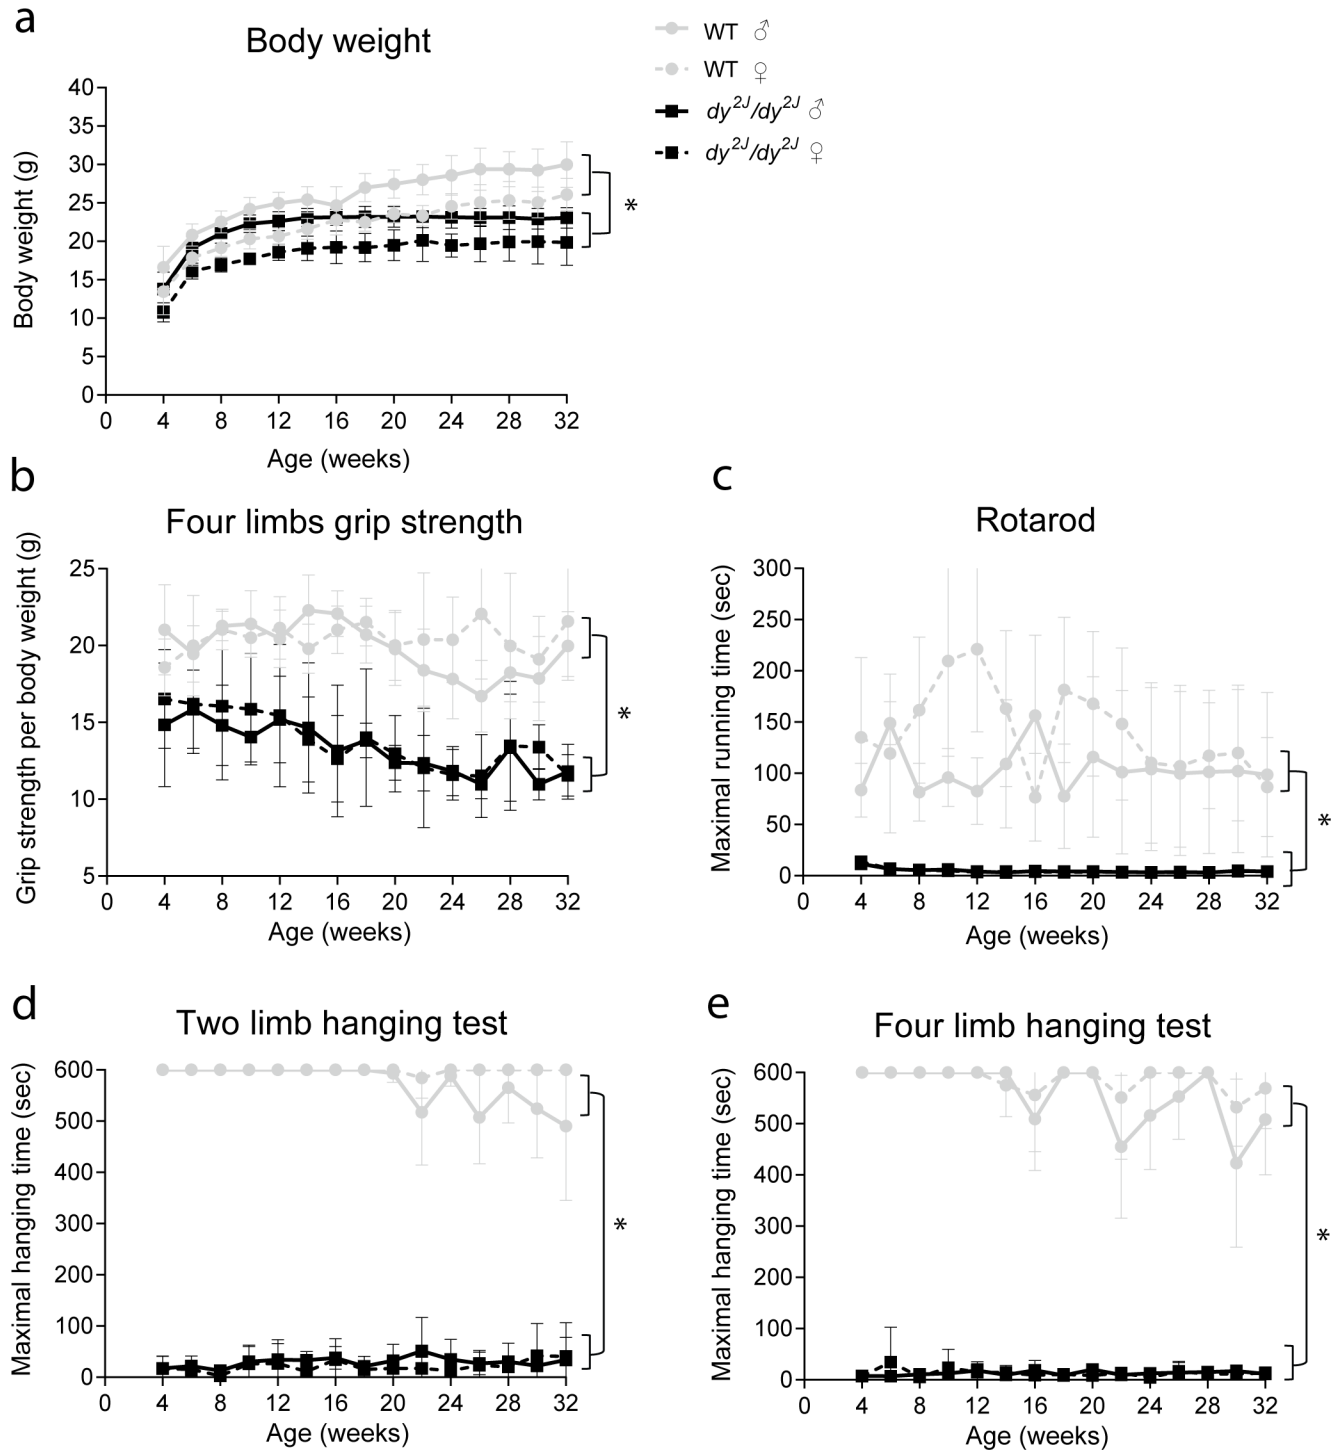 a
Body weight
WT ♂
WT ♀
dy2J/dy2J ♂
dy2J/dy2J ♀
Body weight (g)
40
35
30
25
20
15
10
5
0
*
0 4 8 12 16 20 24 28 32
Age (weeks)
b
Four limbs grip strength
Grip strength per body weight (g)
25
20
15
10
5
*
0 4 8 12 16 20 24 28 32
Age (weeks)
c
Rotarod
Maximal running time (sec)
300
250
200
150
100
50
0
*
0 4 8 12 16 20 24 28 32
Age (weeks)
d
Two limb hanging test
Maximal hanging time (sec)
600
500
400
300
200
100
0
*
0 4 8 12 16 20 24 28 32
Age (weeks)
e
Four limb hanging test
Maximal hanging time (sec)
600
500
400
300
200
100
0
*
0 4 8 12 16 20 24 28 32
Age (weeks)